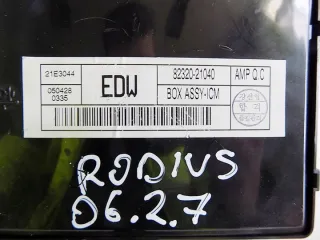 21E3044 EDW 82320-21040 AMP Q.C
050428
0335 BOX ASSY-ICM
RODIUS
06.2.7